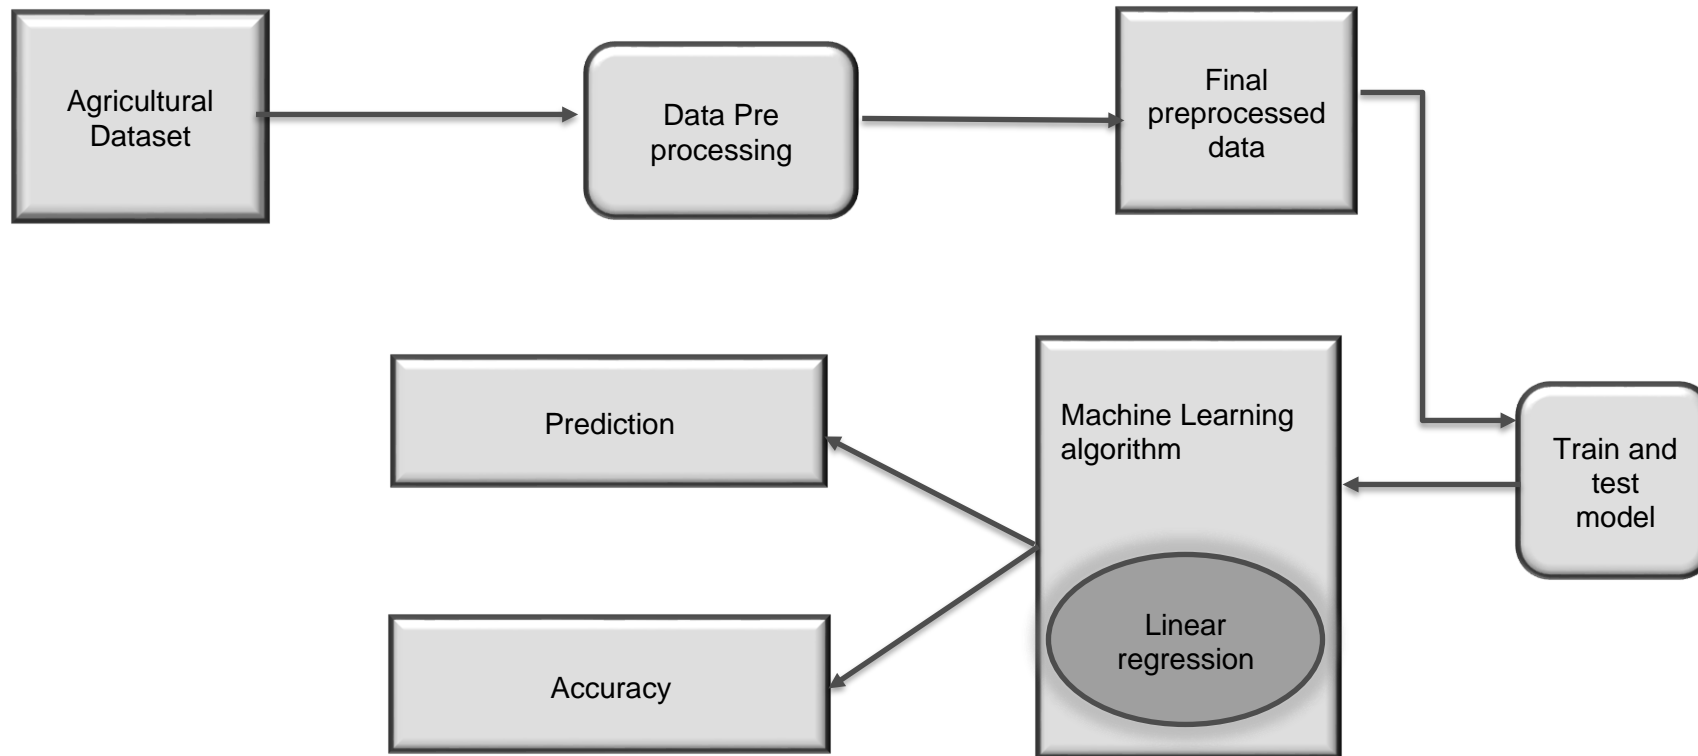 Agricultural
Dataset
Data Pre
processing
Final
preprocessed
data
Prediction
Machine Learning
algorithm
Train and
test
model
Linear
regression
Accuracy